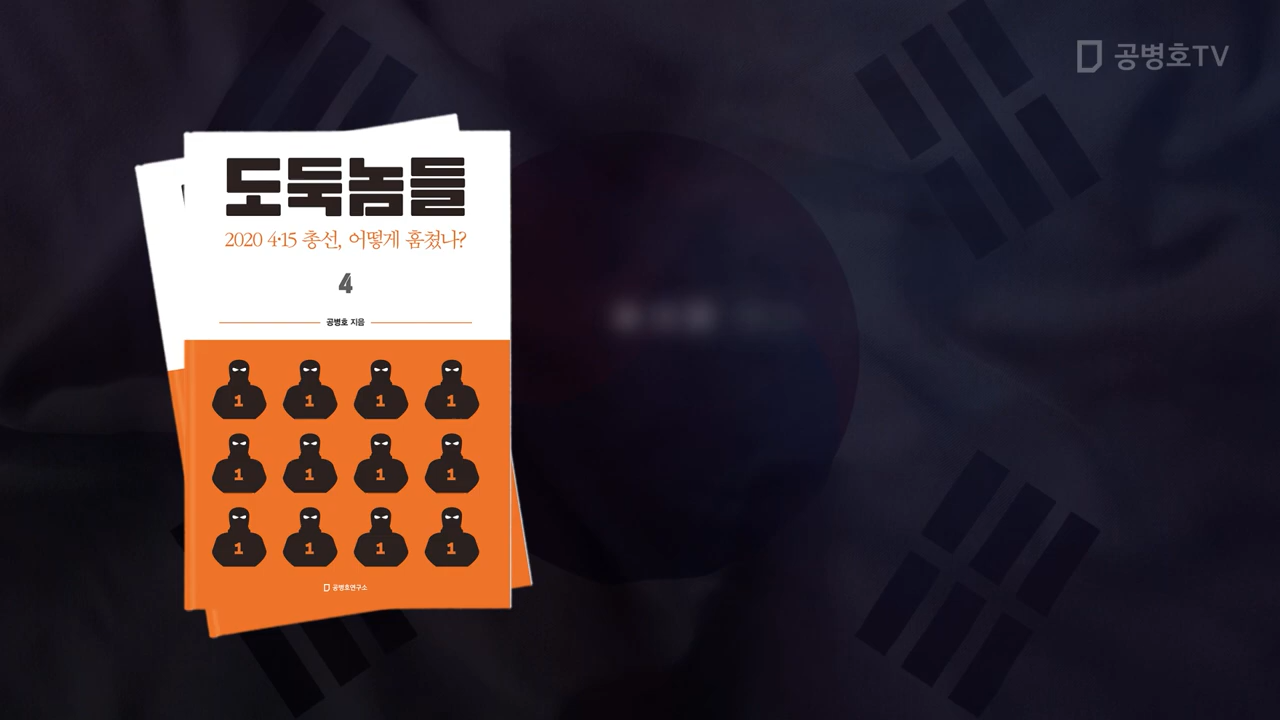 공병호TV
도둑놈들
2020 4·15 총선, 어떻게 훔쳤나?
4
공병호 지음
1 1 1 1
1 1 1 1
1 1 1 1
공병호연구소